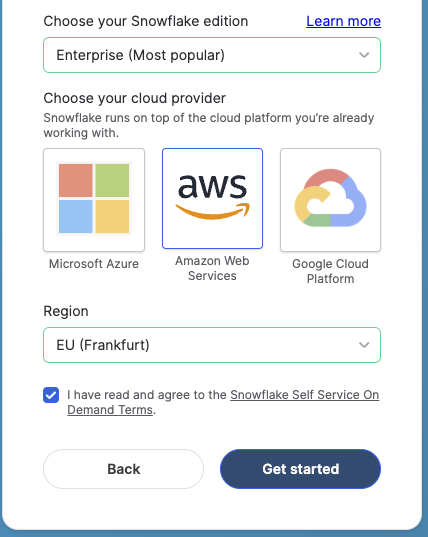 Choose your Snowflake edition Learn more
Enterprise (Most popular)
Choose your cloud provider
Snowflake runs on top of the cloud platform you’re already
working with.
aws
Microsoft Azure
Amazon Web
Services
Google Cloud
Platform
Region
EU (Frankfurt)
I have read and agree to the Snowflake Self Service On
Demand Terms.
Back Get started